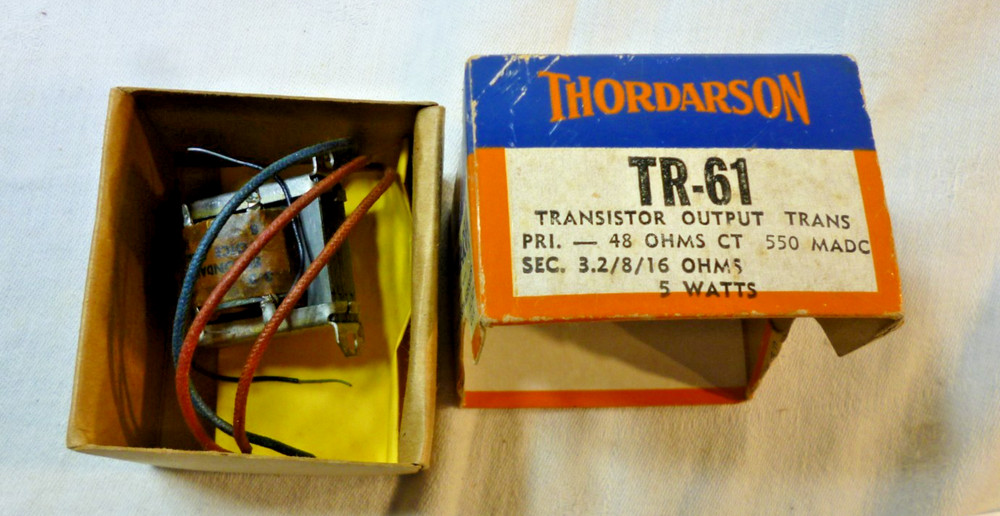 THORDARSON
TR-61
TRANSISTOR OUTPUT TRANS
PRI. — 48 OHMS CT 550 MADC
SEC. 3.2/8/16 OHMS
5 WATTS